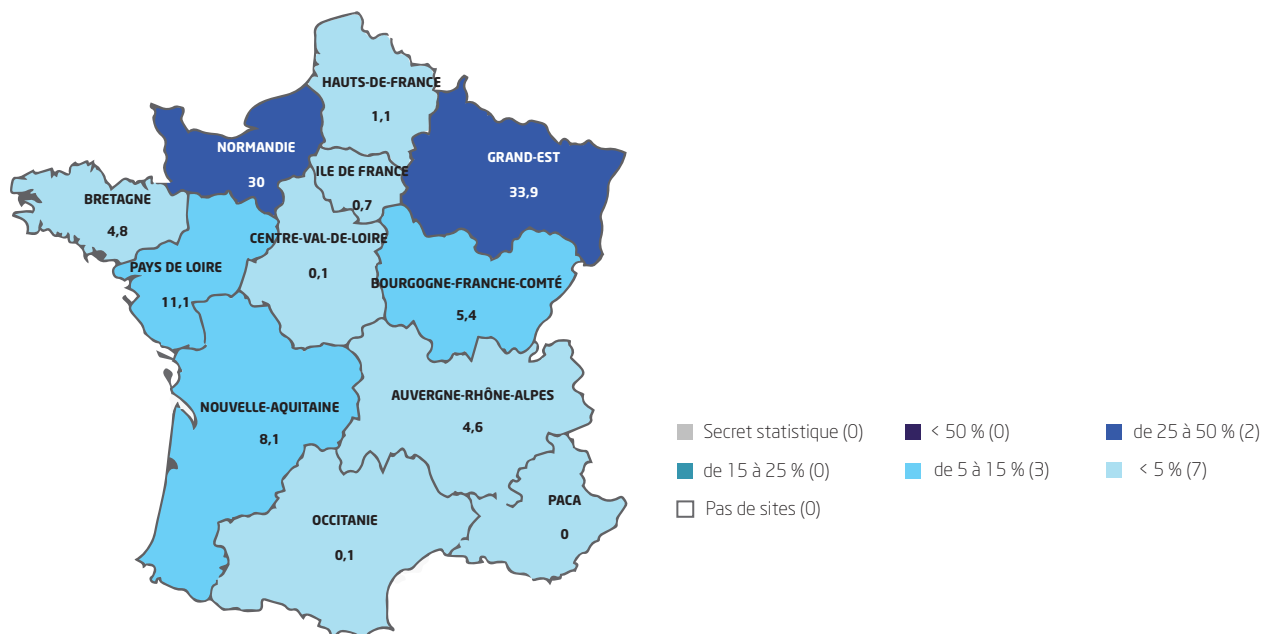 HAUTS-DE-FRANCE
1,1
NORMANDIE
30
GRAND-EST
33,9
ILE DE FRANCE
0,7
BRETAGNE
4,8
CENTRE-VAL-DE-LOIRE
0,1
PAYS DE LOIRE
11,1
BOURGOGNE-FRANCHE-COMTÉ
5,4
NOUVELLE-AQUITAINE
8,1
AUVERGNE-RHÔNE-ALPES
4,6
OCCITANIE
0,1
PACA
0
Secret statistique (0)
< 50 % (0)
de 25 à 50 % (2)
de 15 à 25 % (0)
de 5 à 15 % (3)
< 5 % (7)
Pas de sites (0)